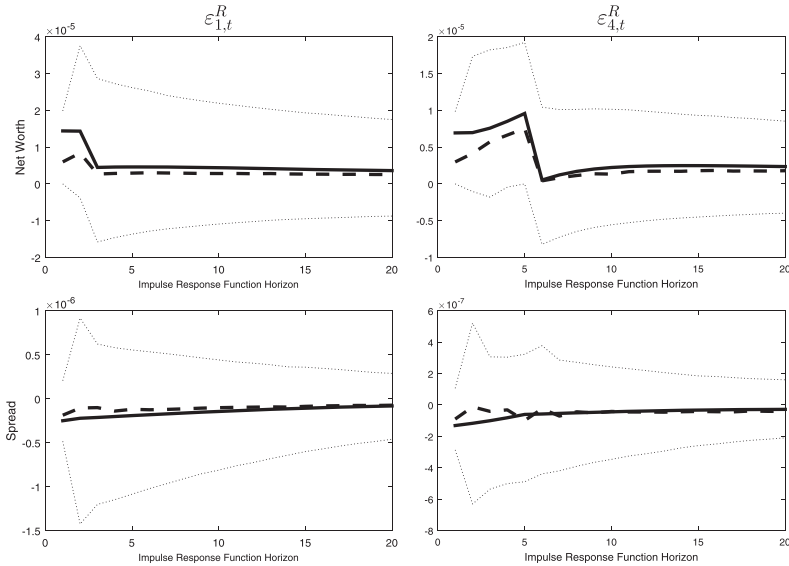 ε^R_{1,t}
ε^R_{4,t}
×10^-5
4
3
2
1
0
-1
-2
Net Worth
0 5 10 15 20
Impulse Response Function Horizon
×10^-5
2
1.5
1
0.5
0
-0.5
-1
0 5 10 15 20
Impulse Response Function Horizon
×10^-6
1
0.5
0
-0.5
-1
-1.5
Spread
0 5 10 15 20
Impulse Response Function Horizon
×10^-7
6
4
2
0
-2
-4
-6
-8
0 5 10 15 20
Impulse Response Function Horizon